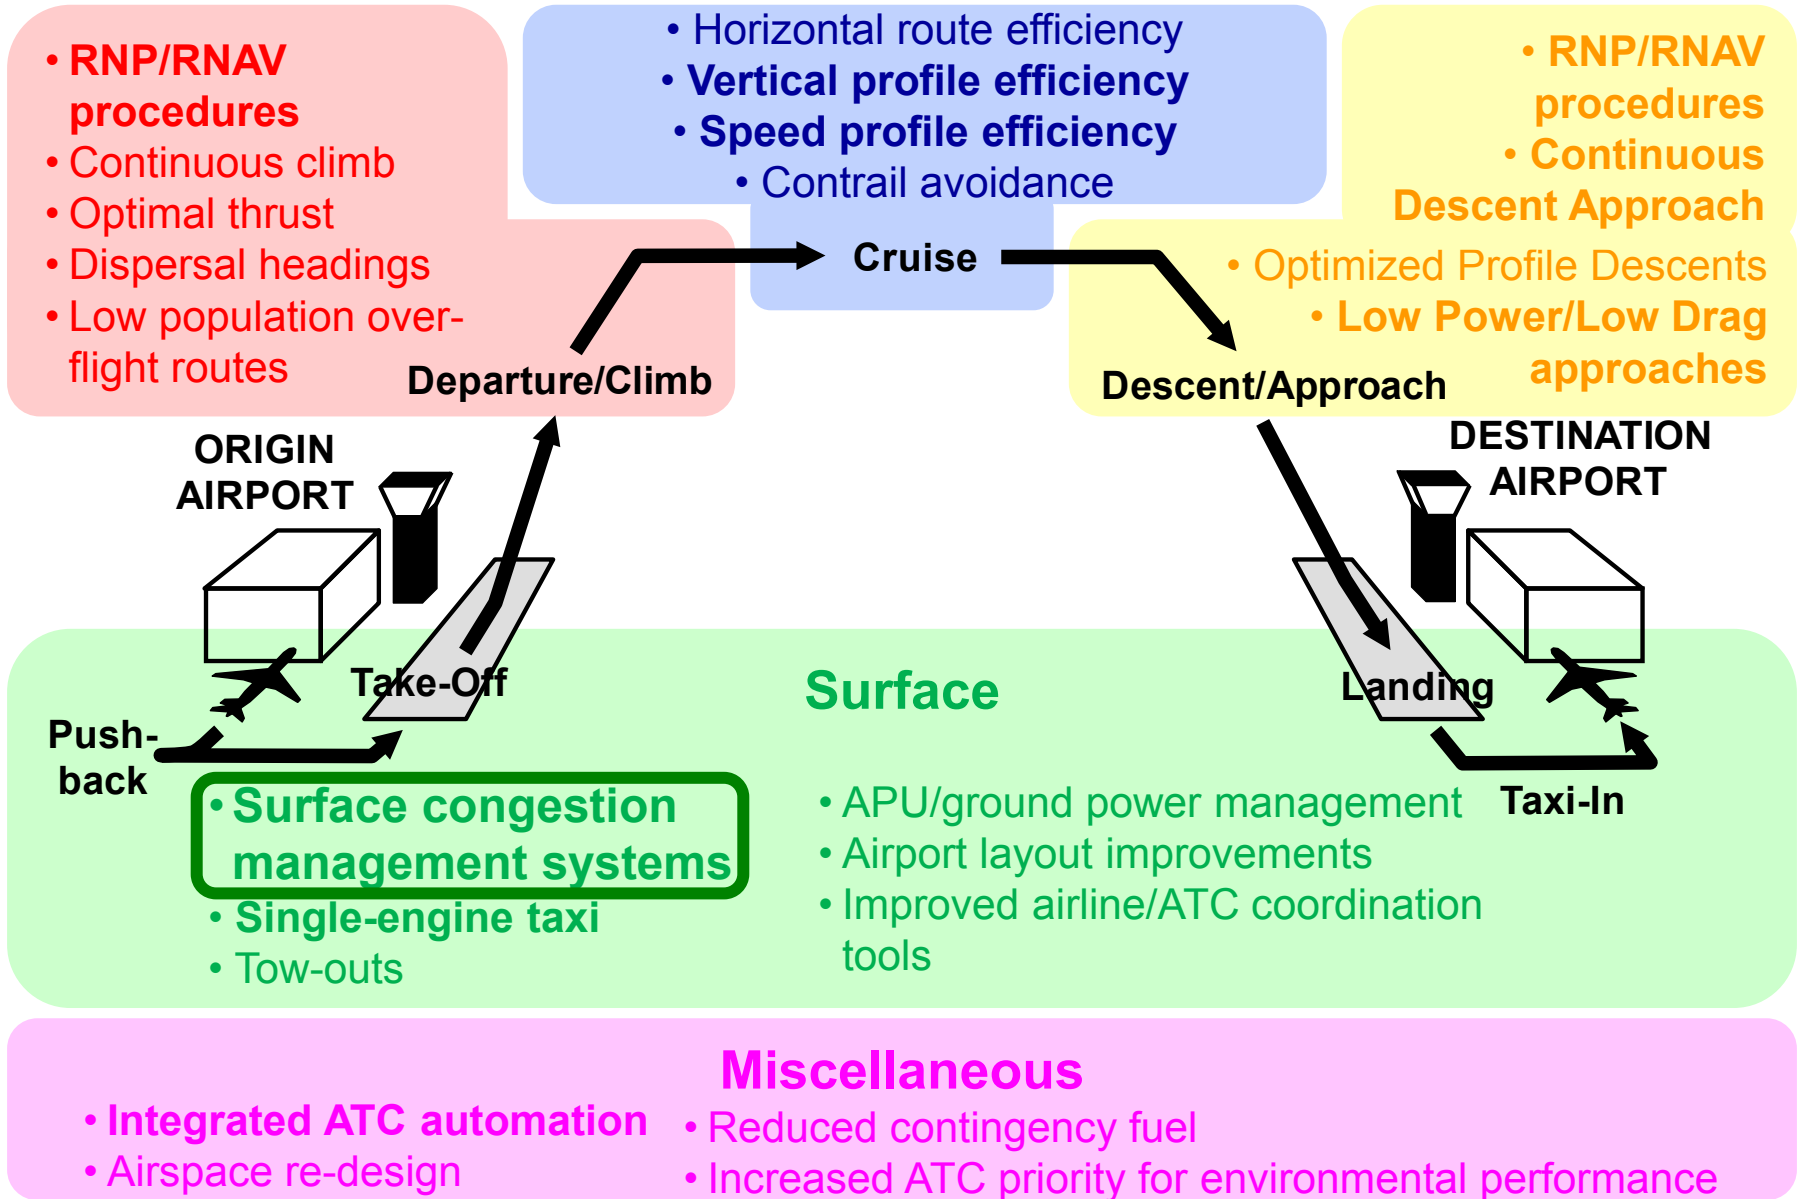 • RNP/RNAV
procedures
• Continuous climb
• Optimal thrust
• Dispersal headings
• Low population over-
flight routes
Departure/Climb
• Horizontal route efficiency
• Vertical profile efficiency
• Speed profile efficiency
• Contrail avoidance
Cruise
• RNP/RNAV
procedures
• Continuous
Descent Approach
• Optimized Profile Descents
• Low Power/Low Drag
approaches
Descent/Approach
ORIGIN
AIRPORT
DESTINATION
AIRPORT
Take-Off
Surface
Landing
Push-
back
• Surface congestion
management systems
• Single-engine taxi
• Tow-outs
• APU/ground power management
• Airport layout improvements
• Improved airline/ATC coordination
tools
Taxi-In
Miscellaneous
• Integrated ATC automation
• Airspace re-design
• Reduced contingency fuel
• Increased ATC priority for environmental performance